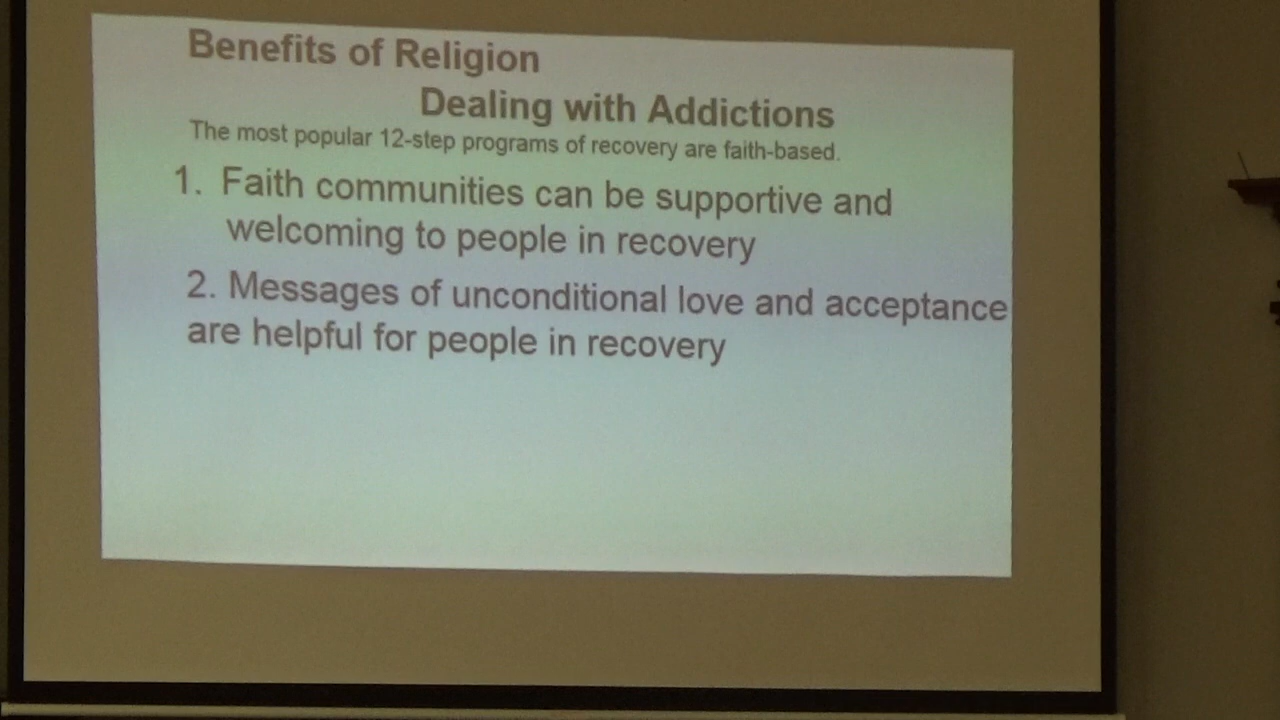 Benefits of Religion
Dealing with Addictions
The most popular 12-step programs of recovery are faith-based.
1. Faith communities can be supportive and
welcoming to people in recovery
2. Messages of unconditional love and acceptance
are helpful for people in recovery